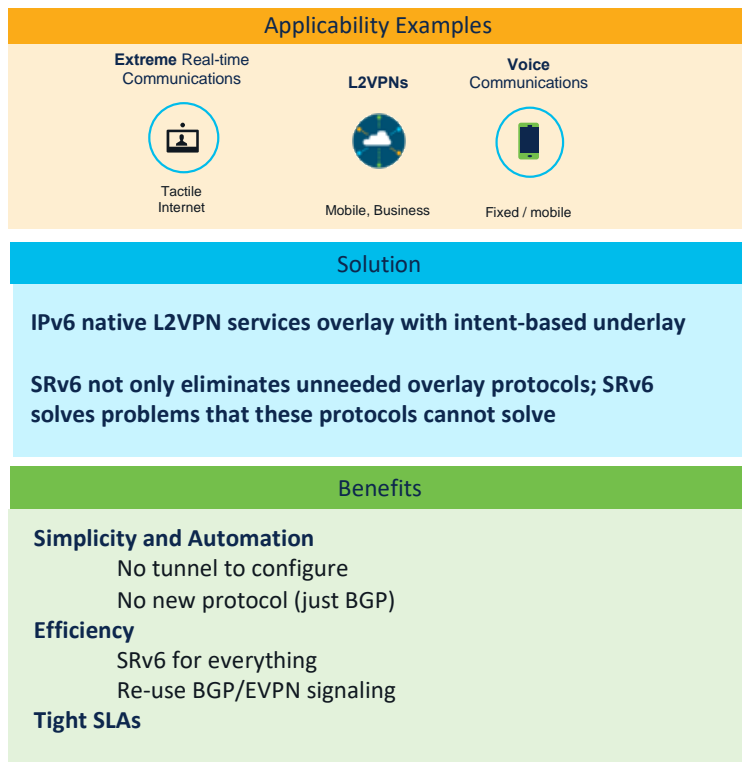 Applicability Examples
Extreme Real-time
Communications
L2VPNs
Voice
Communications
Tactile
Internet
Mobile, Business
Fixed / mobile
Solution
IPv6 native L2VPN services overlay with intent-based underlay
SRv6 not only eliminates unneeded overlay protocols; SRv6
solves problems that these protocols cannot solve
Benefits
Simplicity and Automation
No tunnel to configure
No new protocol (just BGP)
Efficiency
SRv6 for everything
Re-use BGP/EVPN signaling
Tight SLAs